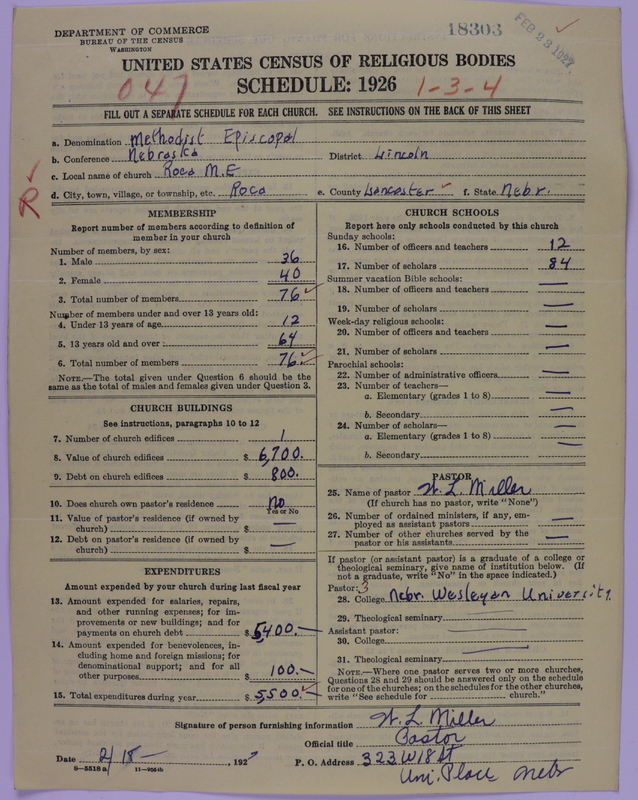 DEPARTMENT OF COMMERCE
BUREAU OF THE CENSUS
WASHINGTON
18303
FEB 23 1927
UNITED STATES CENSUS OF RELIGIOUS BODIES
SCHEDULE: 1926
047
1-3-4
FILL OUT A SEPARATE SCHEDULE FOR EACH CHURCH. SEE INSTRUCTIONS ON THE BACK OF THIS SHEET
a. Denomination Methodist Episcopal
b. Conference Nebraska District Lincoln
c. Local name of church Roca M.E
d. City, town, village, or township, etc. Roca e. County Lancaster f. State Nebr.
R
MEMBERSHIP
Report number of members according to definition of member in your church
Number of members, by sex:
1. Male 36
2. Female 40
3. Total number of members 76
Number of members under and over 13 years old:
4. Under 13 years of age 12
5. 13 years old and over : 64
6. Total number of members 76
NOTE.—The total given under Question 6 should be the
same as the total of males and females given under Question 3.
CHURCH BUILDINGS
See instructions, paragraphs 10 to 12
7. Number of church edifices 1
8. Value of church edifices $ 6,700.
9. Debt on church edifices $ 800.
10. Does church own pastor's residence No
Yes or No
11. Value of pastor's residence (if owned by
church) $ —
12. Debt on pastor's residence (if owned by
church) $ —
EXPENDITURES
Amount expended by your church during last fiscal year
13. Amount expended for salaries, repairs,
and other running expenses; for im-
provements or new buildings; and for
payments on church debt $ 5400.—
14. Amount expended for benevolences, in-
cluding home and foreign missions; for
denominational support; and for all
other purposes $ 100.—
15. Total expenditures during year $ 5,500.—
CHURCH SCHOOLS
Report here only schools conducted by this church
Sunday schools:
16. Number of officers and teachers 12
17. Number of scholars 84
Summer vacation Bible schools:
18. Number of officers and teachers —
19. Number of scholars —
Week-day religious schools:
20. Number of officers and teachers —
21. Number of scholars —
Parochial schools:
22. Number of administrative officers —
23. Number of teachers—
a. Elementary (grades 1 to 8) —
b. Secondary —
24. Number of scholars— —
a. Elementary (grades 1 to 8) —
b. Secondary
PASTOR
25. Name of pastor W. L. Miller
(If church has no pastor, write "None")
26. Number of ordained ministers, if any, em-
ployed as assistant pastors —
27. Number of other churches served by the
pastor or his assistants —
If pastor (or assistant pastor) is a graduate of a college or
theological seminary, give name of institution below. (If
not a graduate, write "No" in the space indicated.)
Pastor: 3
28. College Nebr Wesleyan University.
29. Theological seminary —
Assistant pastor: —
30. College —
31. Theological seminary
NOTE.—Where one pastor serves two or more churches,
Questions 28 and 29 should be answered only on the schedule
for one of the churches; on the schedules for the other churches,
write "See schedule for church."
Signature of person furnishing information W. L. Miller
Official title Pastor
Date 2/18 —, 1927 P. O. Address 323 W 18 St
Uni. Place Nebr
8—5518a 11—9054b